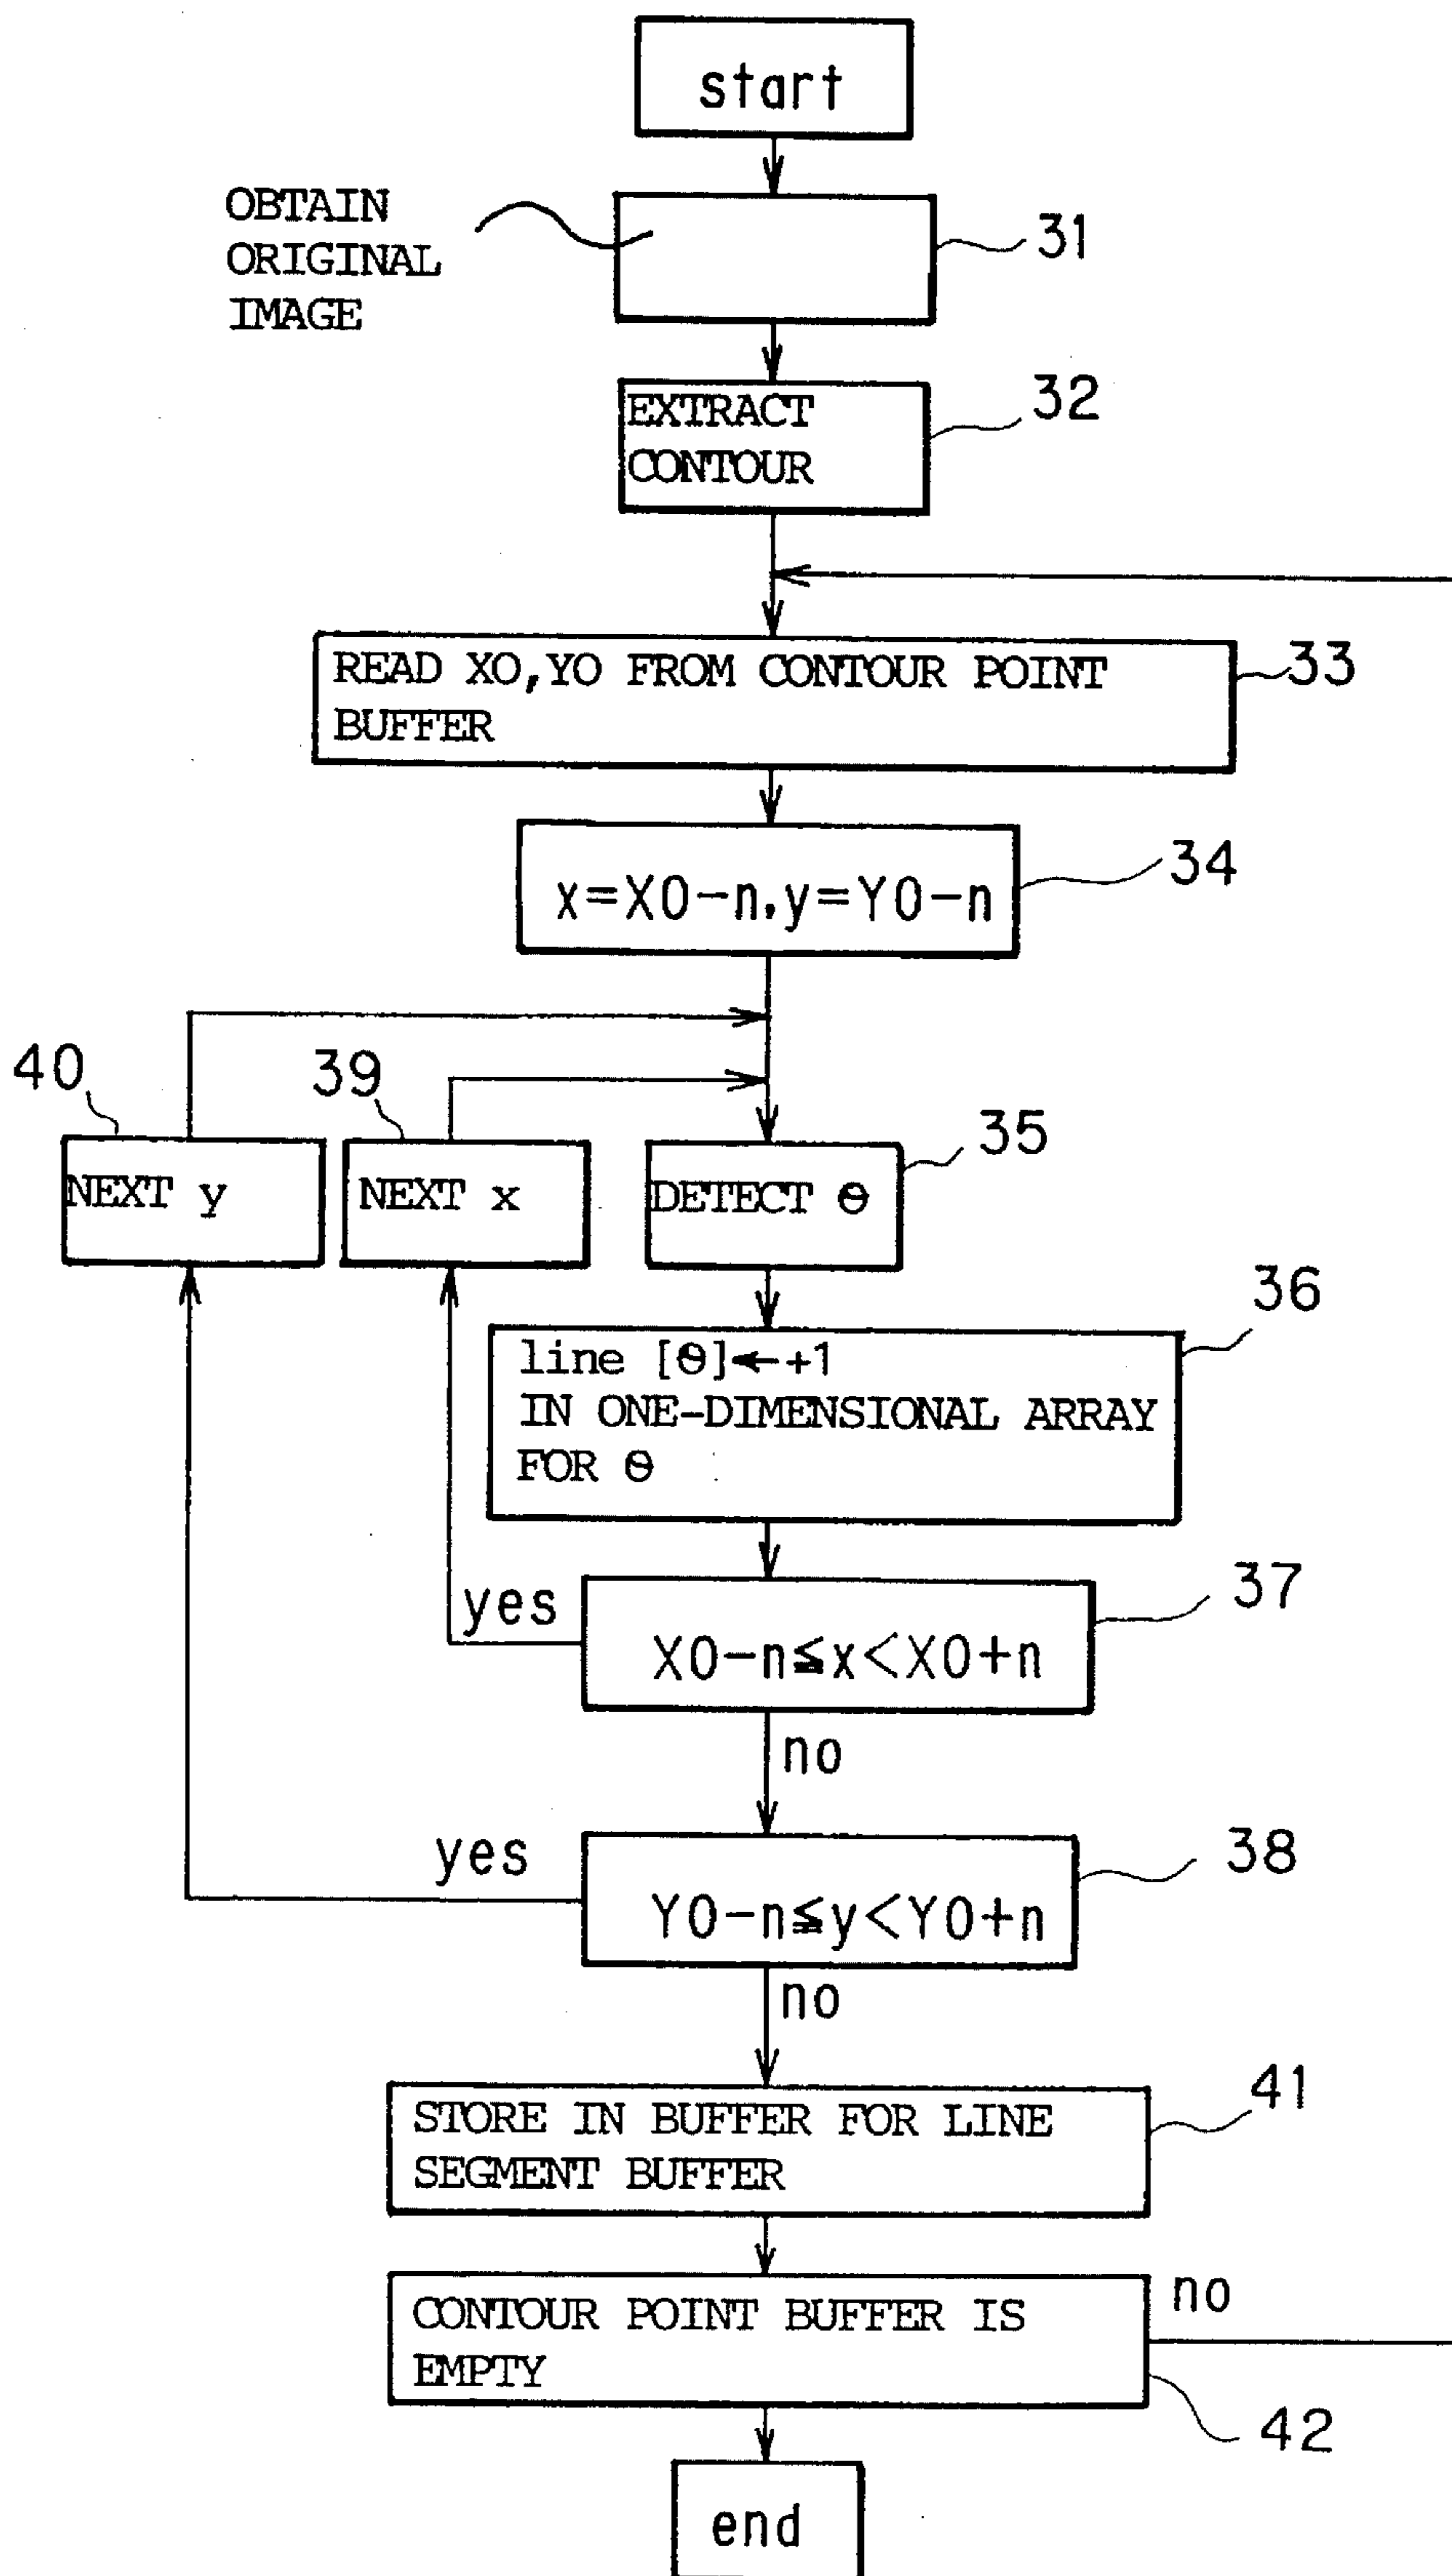 start
OBTAIN
ORIGINAL
IMAGE
31
EXTRACT
CONTOUR
32
READ X0,Y0 FROM CONTOUR POINT
BUFFER
33
x=X0-n,y=Y0-n
34
40
39
35
NEXT y
NEXT x
DETECT Θ
36
line [Θ]←+1
IN ONE-DIMENSIONAL ARRAY
FOR Θ
37
yes
X0-n≦x<X0+n
no
38
yes
Y0-n≦y<Y0+n
no
41
STORE IN BUFFER FOR LINE
SEGMENT BUFFER
no
CONTOUR POINT BUFFER IS
EMPTY
42
end